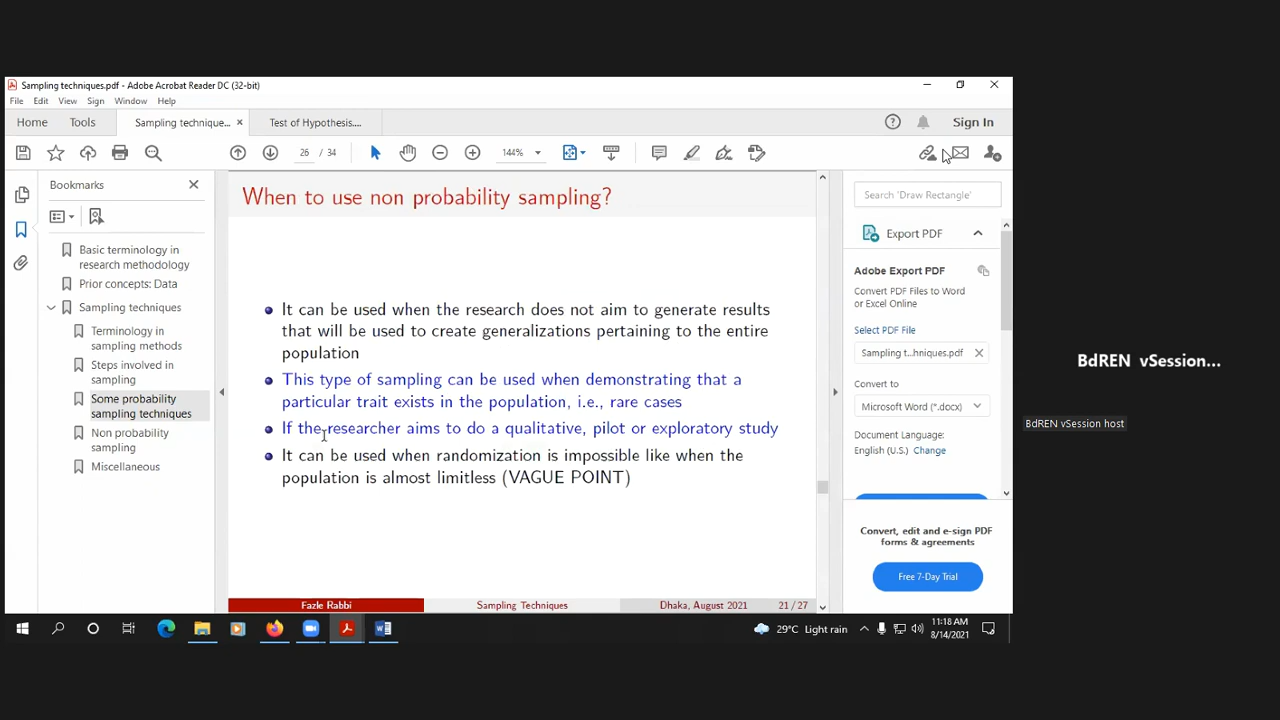 Sampling techniques.pdf - Adobe Acrobat Reader DC (32-bit)
File Edit View Sign Window Help
Home Tools Sampling technique... × Test of Hypothesis.... Sign In
26 / 34 144%
Bookmarks
Basic terminology in
research methodology
Prior concepts: Data
Sampling techniques
Terminology in
sampling methods
Steps involved in
sampling
Some probability
sampling techniques
Non probability
sampling
Miscellaneous
When to use non probability sampling?
It can be used when the research does not aim to generate results
that will be used to create generalizations pertaining to the entire
population
This type of sampling can be used when demonstrating that a
particular trait exists in the population, i.e., rare cases
If the researcher aims to do a qualitative, pilot or exploratory study
It can be used when randomization is impossible like when the
population is almost limitless (VAGUE POINT)
Fazle Rabbi Sampling Techniques Dhaka, August 2021 21 / 27
Search 'Draw Rectangle'
Export PDF
Adobe Export PDF
Convert PDF Files to Word
or Excel Online
Select PDF File
Sampling t...hniques.pdf
Convert to
Microsoft Word (*.docx)
Document Language:
English (U.S.) Change
Convert, edit and e-sign PDF
forms & agreements
Free 7-Day Trial
BdREN vSession...
BdREN vSession host
29°C Light rain
11:18 AM
8/14/2021